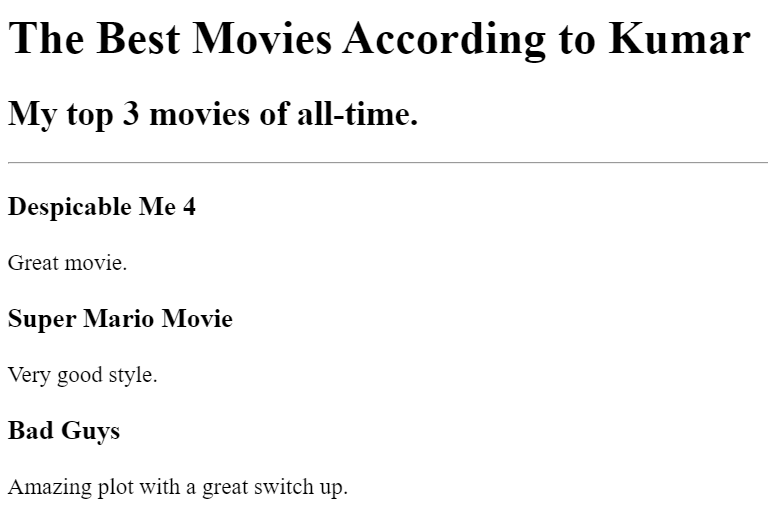 The Best Movies According to Kumar
My top 3 movies of all-time.
Despicable Me 4
Great movie.
Super Mario Movie
Very good style.
Bad Guys
Amazing plot with a great switch up.